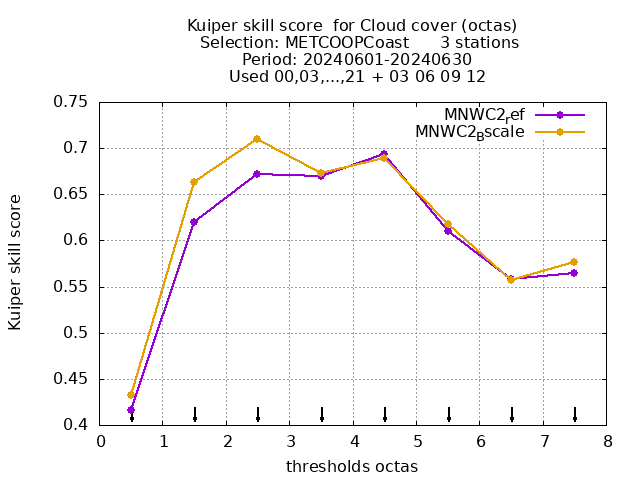 Kuiper skill score  for Cloud cover (octas)
Selection: METCOOPCoast      3 stations
Period: 20240601-20240630
Used 00,03,...,21 + 03 06 09 12
MNWC2ref
MNWC2Bscale
0.75
0.7
0.65
0.6
0.55
0.5
0.45
0.4
Kuiper skill score
0 1 2 3 4 5 6 7 8
thresholds octas